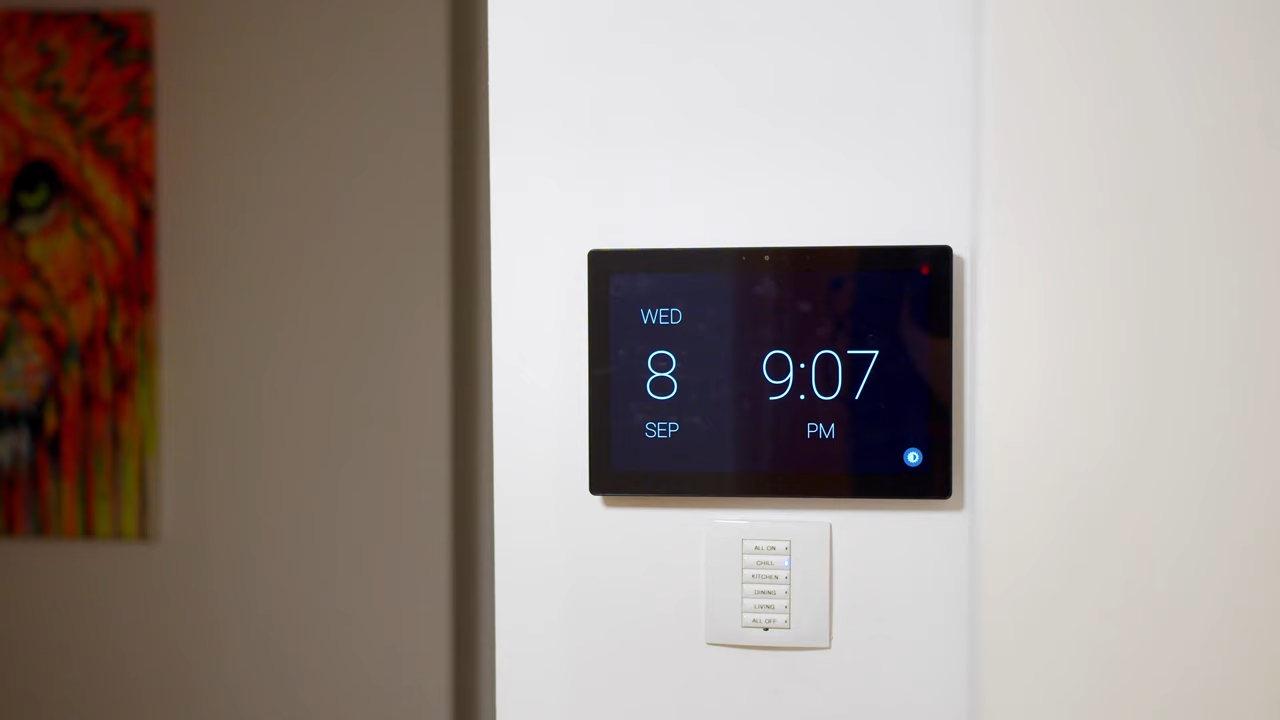 WED
8
SEP
9:07
PM
ALL ON
CHILL
KITCHEN
DINING
LIVING
ALL OFF